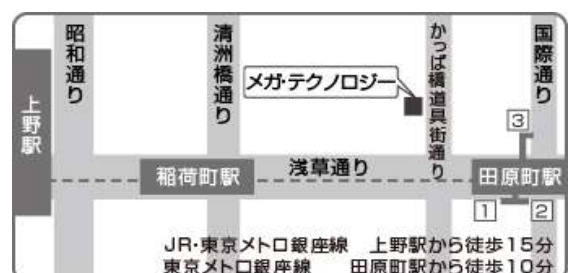 昭和通り
清洲橋通り
かっぱ橋道具街通り
国際通り
メガ・テクノロジー
上野駅
3
浅草通り
稲荷町駅
田原町駅
1
2
JR・東京メトロ銀座線 上野駅から徒歩15分
東京メトロ銀座線 田原町駅から徒歩10分